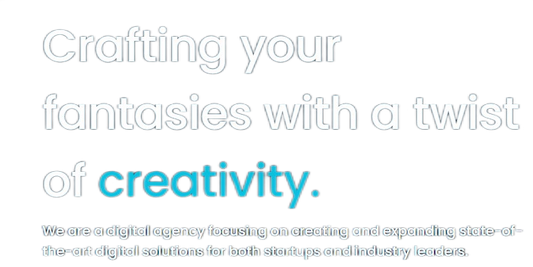 Crafting your
fantasies with a twist
of creativity.
We are a digital agency focusing on creating and expanding state-of-
the-art digital solutions for both startups and industry leaders.